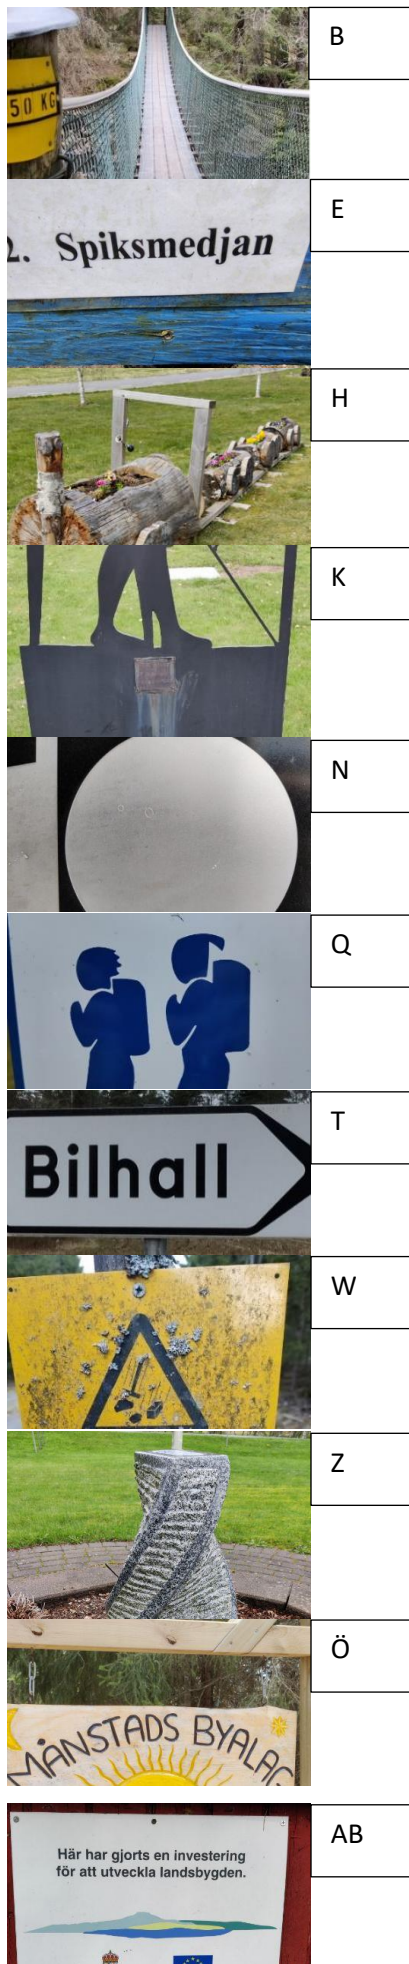 50 KG
B
2. Spiksmedjan
E
H
K
N
Q
Bilhall
T
W
Z
MÅNSTADS BYALAG
Ö
Här har gjorts en investering
för att utveckla landsbygden.
AB